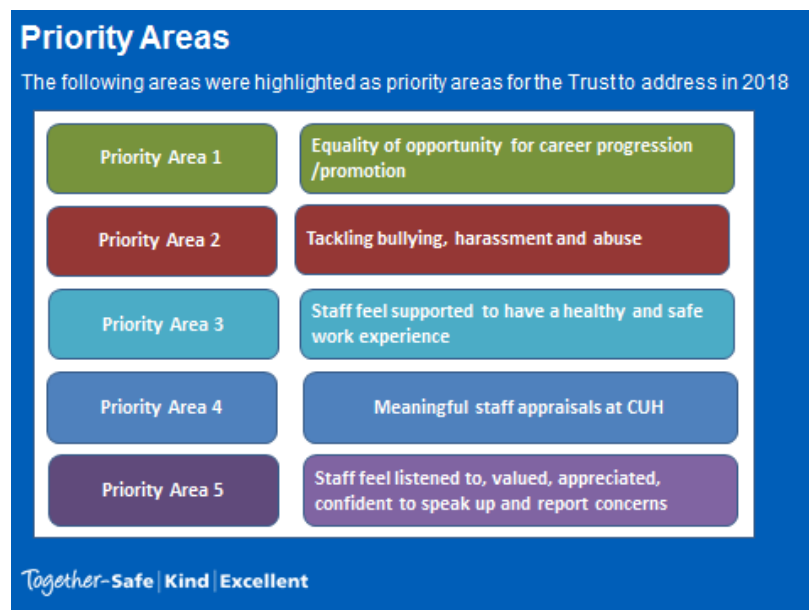 Priority Areas
The following areas were highlighted as priority areas for the Trust to address in 2018
Priority Area 1
Equality of opportunity for career progression
/promotion
Priority Area 2
Tackling bullying, harassment and abuse
Priority Area 3
Staff feel supported to have a healthy and safe
work experience
Priority Area 4
Meaningful staff appraisals at CUH
Priority Area 5
Staff feel listened to, valued, appreciated,
confident to speak up and report concerns
Together-Safe|Kind|Excellent